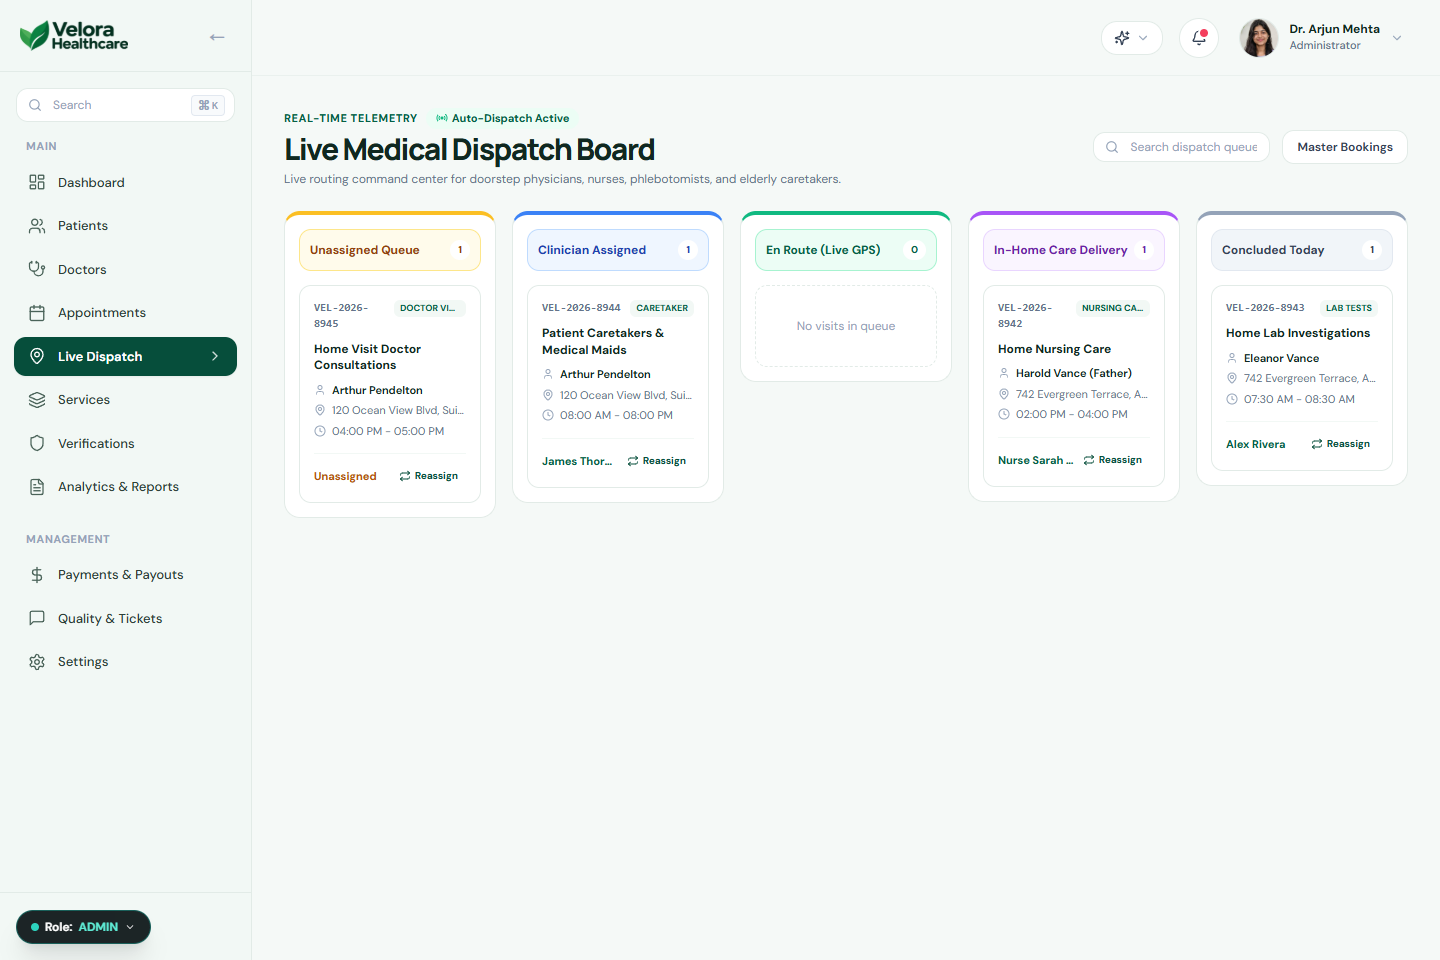 Velora
Healthcare
Search
⌘ K
MAIN
Dashboard
Patients
Doctors
Appointments
Live Dispatch
Services
Verifications
Analytics & Reports
MANAGEMENT
Payments & Payouts
Quality & Tickets
Settings
Role: ADMIN
Dr. Arjun Mehta
Administrator
REAL-TIME TELEMETRY
Auto-Dispatch Active
Live Medical Dispatch Board
Live routing command center for doorstep physicians, nurses, phlebotomists, and elderly caretakers.
Search dispatch queue
Master Bookings
Unassigned Queue 1
VEL-2026-
8945
DOCTOR VI...
Home Visit Doctor
Consultations
Arthur Pendelton
120 Ocean View Blvd, Sui...
04:00 PM - 05:00 PM
Unassigned
Reassign
Clinician Assigned 1
VEL-2026-8944
CARETAKER
Patient Caretakers &
Medical Maids
Arthur Pendelton
120 Ocean View Blvd, Sui...
08:00 AM - 08:00 PM
James Thor...
Reassign
En Route (Live GPS) 0
No visits in queue
In-Home Care Delivery 1
VEL-2026-
8942
NURSING CA...
Home Nursing Care
Harold Vance (Father)
742 Evergreen Terrace, A...
02:00 PM - 04:00 PM
Nurse Sarah ...
Reassign
Concluded Today 1
VEL-2026-8943
LAB TESTS
Home Lab Investigations
Eleanor Vance
742 Evergreen Terrace, A...
07:30 AM - 08:30 AM
Alex Rivera
Reassign